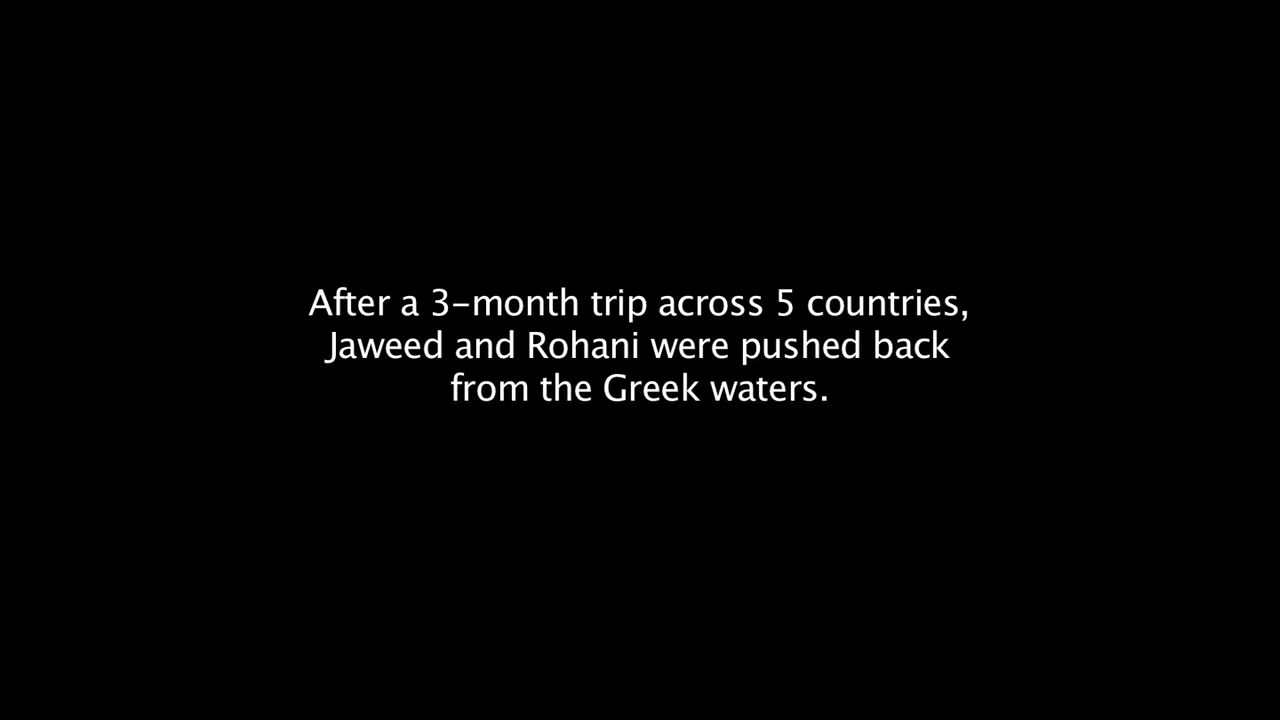 After a 3-month trip across 5 countries,
Jaweed and Rohani were pushed back
from the Greek waters.